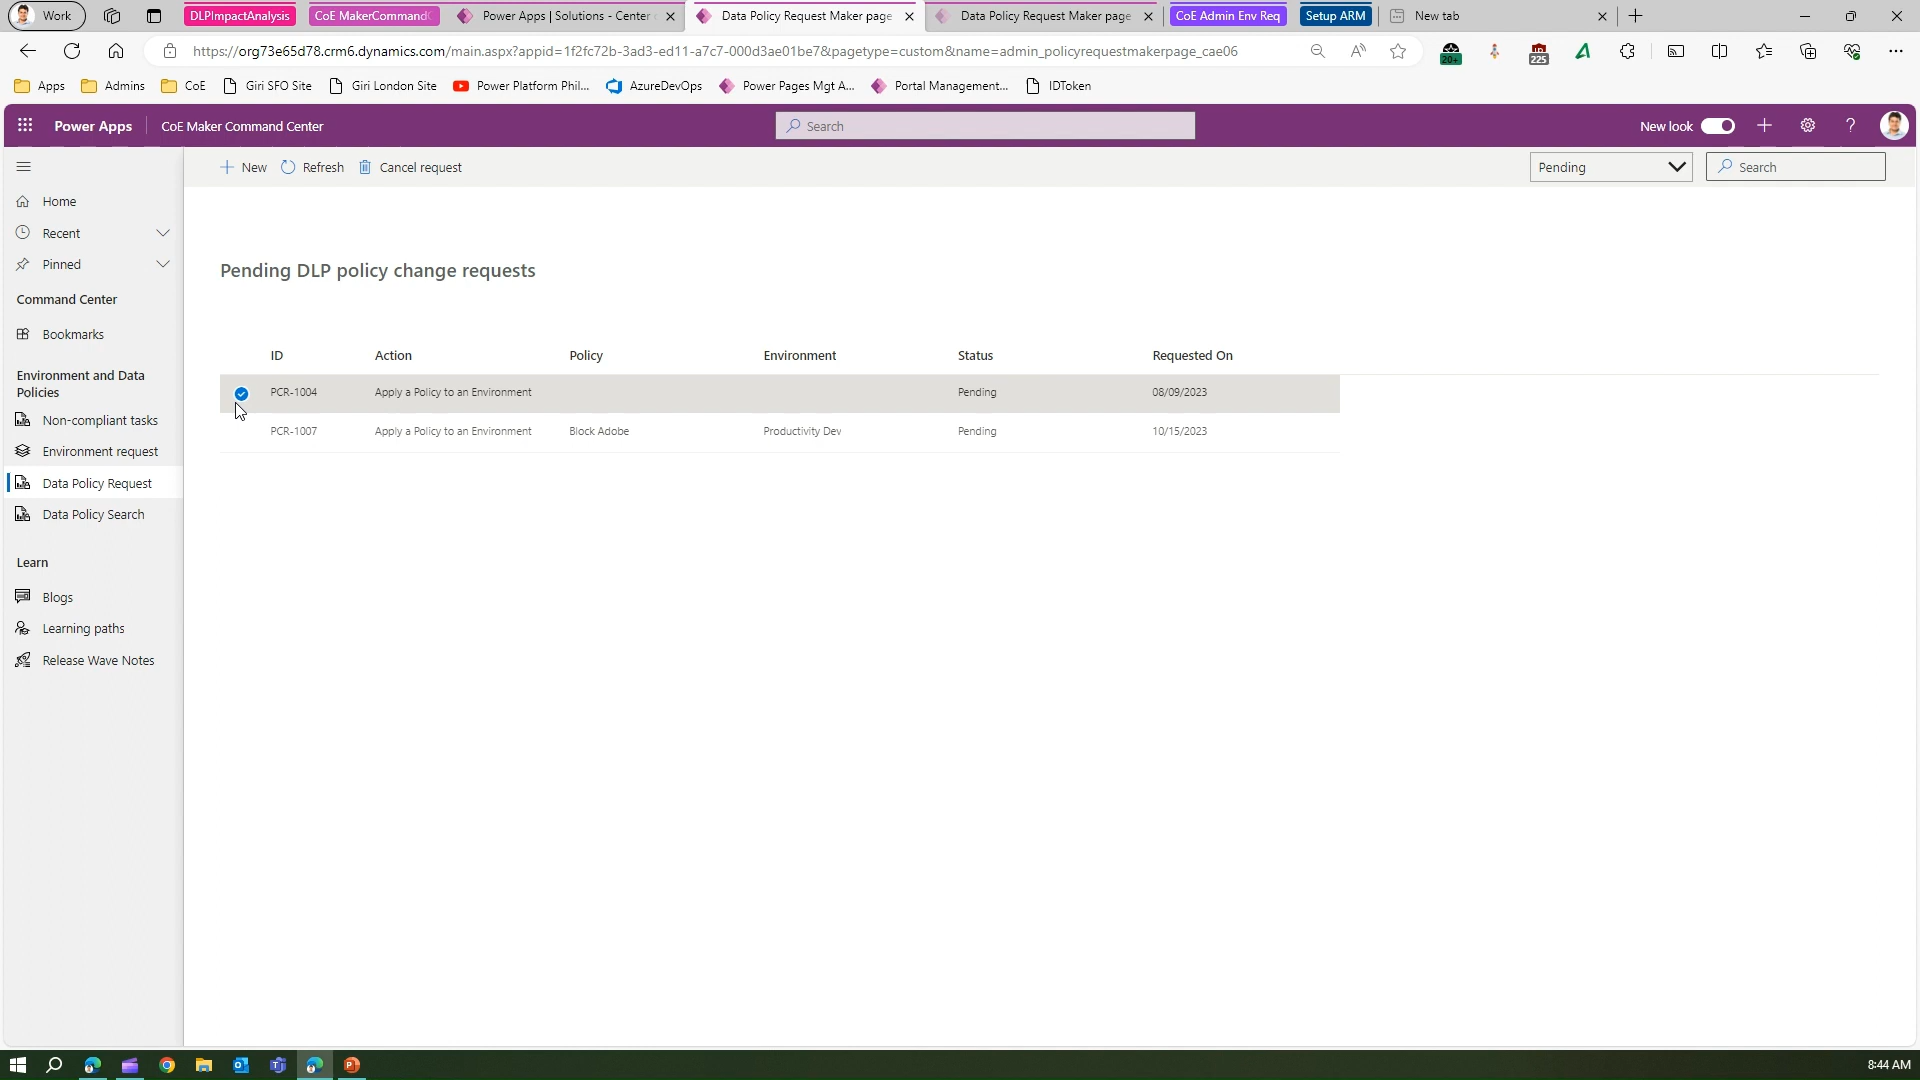 Work
DLPImpactAnalysis
CoE MakerCommandC
Power Apps | Solutions - Center
Data Policy Request Maker page
Data Policy Request Maker page
CoE Admin Env Req
Setup ARM
New tab
https://org73e65d78.crm6.dynamics.com/main.aspx?appid=1f2fc72b-3ad3-ed11-a7c7-000d3ae01be7&pagetype=custom&name=admin_policyrequestmakerpage_cae06
20+
225
Apps
Admins
CoE
Giri SFO Site
Giri London Site
Power Platform Phil...
AzureDevOps
Power Pages Mgt A...
Portal Management...
IDToken
Power Apps
CoE Maker Command Center
Search
New look
New
Refresh
Cancel request
Pending
Search
Home
Recent
Pinned
Command Center
Bookmarks
Environment and Data
Policies
Non-compliant tasks
Environment request
Data Policy Request
Data Policy Search
Learn
Blogs
Learning paths
Release Wave Notes
Pending DLP policy change requests
ID Action Policy Environment Status Requested On
PCR-1004 Apply a Policy to an Environment Pending 08/09/2023
PCR-1007 Apply a Policy to an Environment Block Adobe Productivity Dev Pending 10/15/2023
8:44 AM